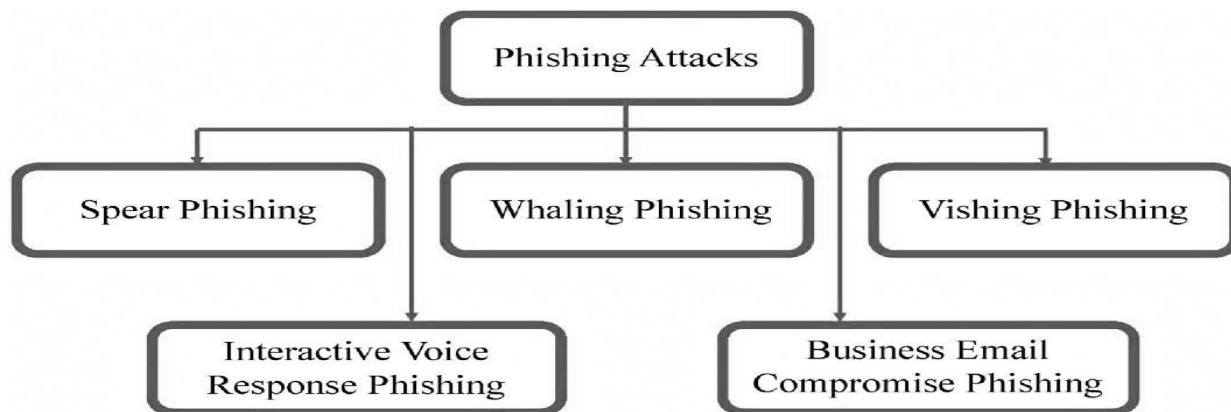 Phishing Attacks
Spear Phishing
Whaling Phishing
Vishing Phishing
Interactive Voice
Response Phishing
Business Email
Compromise Phishing